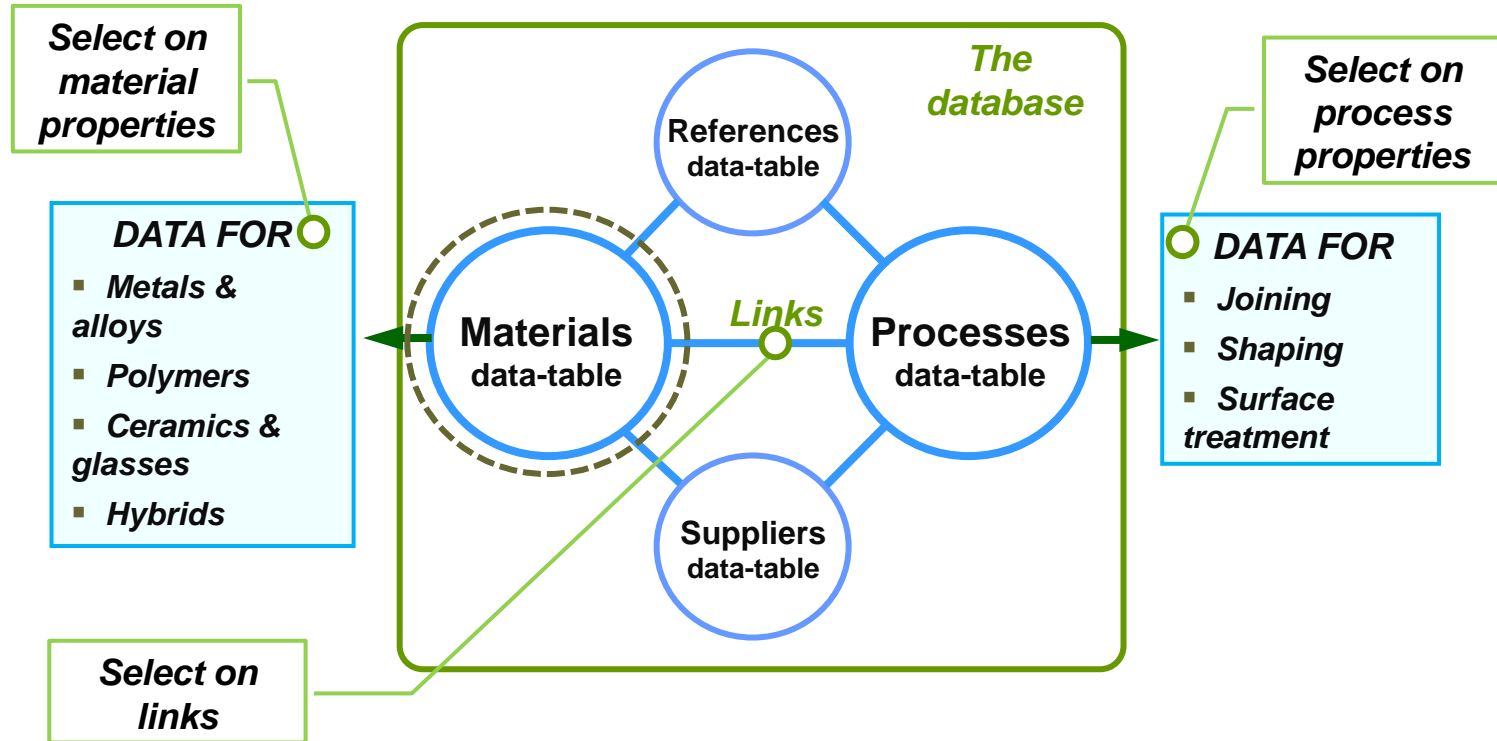 Select on
material
properties
DATA FOR
▪ Metals &
alloys
▪ Polymers
▪ Ceramics &
glasses
▪ Hybrids
The
database
References
data-table
Materials
data-table
Links
Processes
data-table
Suppliers
data-table
Select on
process
properties
DATA FOR
▪ Joining
▪ Shaping
▪ Surface
treatment
Select on
links